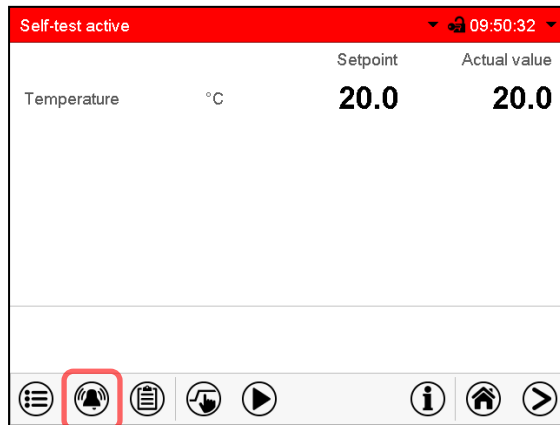 Self-test active 09:50:32
Setpoint Actual value
Temperature °C 20.0 20.0